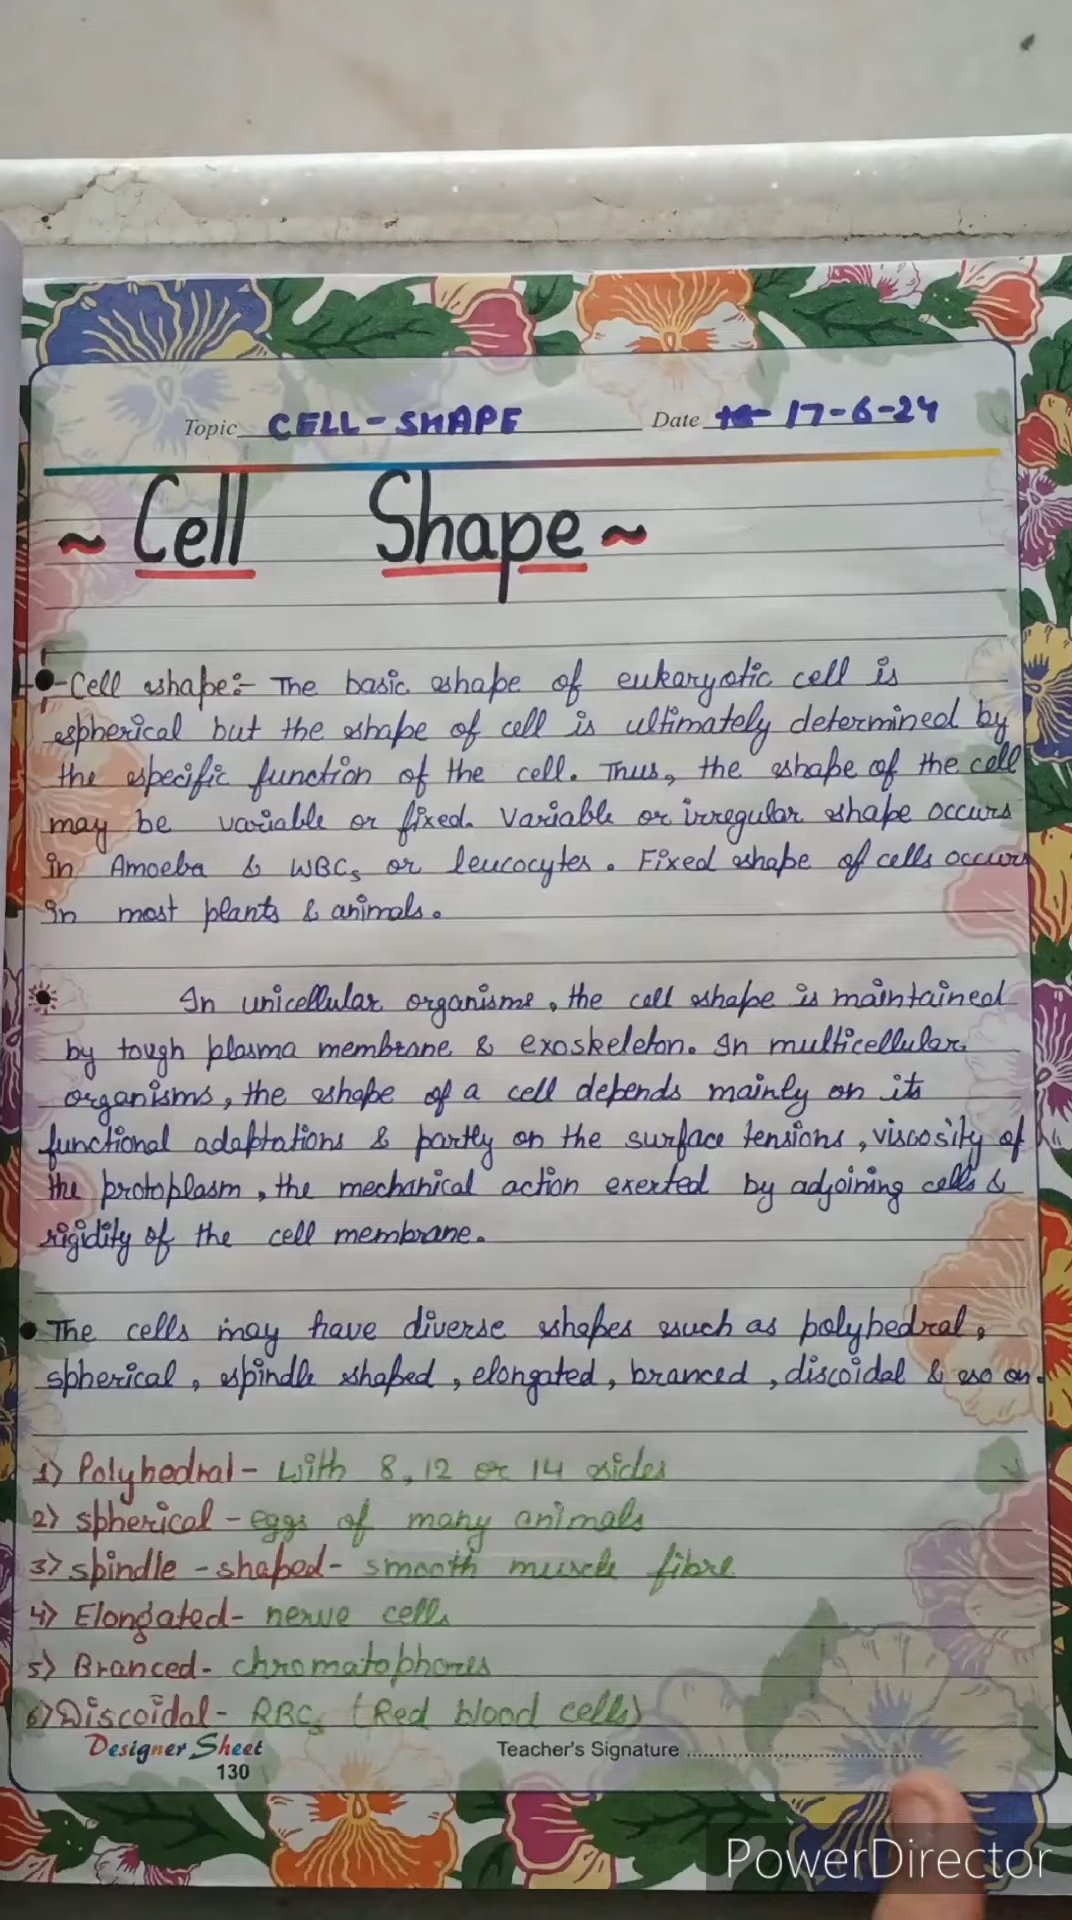 Topic CELL - SHAPE Date 17-6-24
~ Cell Shape ~
Cell shape:- The basic shape of eukaryotic cell is
spherical but the shape of cell is ultimately determined by
the specific function of the cell. Thus, the shape of the cell
may be variable or fixed. Variable or irregular shape occurs
in Amoeba & WBCs or leucocytes. Fixed shape of cells occurs
in most plants & animals.
In unicellular organisms, the cell shape is maintained
by tough plasma membrane & exoskeleton. In multicellular
organisms, the shape of a cell depends mainly on its
functional adaptations & partly on the surface tensions, viscosity of
the protoplasm, the mechanical action exerted by adjoining cells &
rigidity of the cell membrane.
The cells may have diverse shapes such as polyhedral,
spherical, spindle shaped, elongated, branced, discoidal & so on.
1) Polyhedral - with 8, 12 or 14 sides
2) spherical - eggs of many animals
3) spindle - shaped - smooth muscle fibre
4) Elongated - nerve cells
5) Branced - chromatophores
6) Discoidal - RBCs (Red blood cells)
Designer Sheet Teacher's Signature
130
PowerDirector